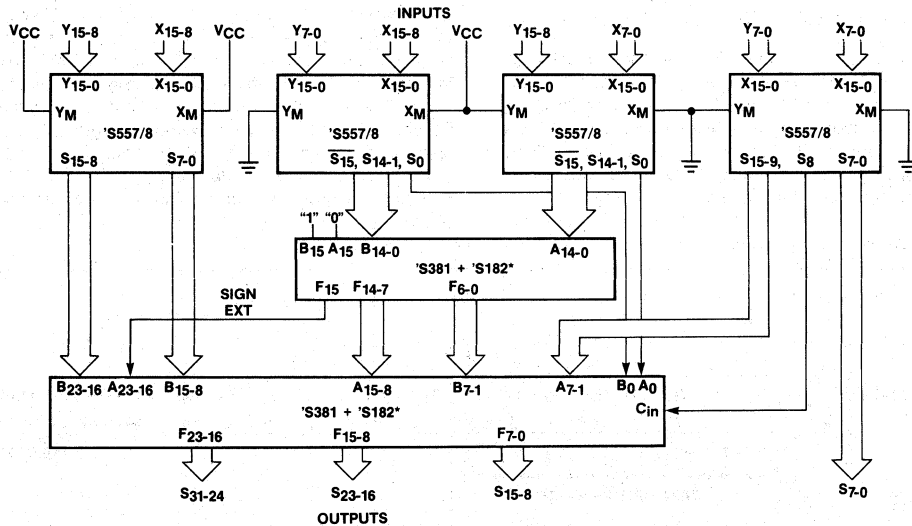 INPUTS
VCC Y15-8 X15-8 VCC Y7-0 X15-8 VCC Y15-8 X7-0 Y7-0 X7-0
Y15-0 X15-0 Y15-0 X15-0 Y15-0 X15-0 Y15-0 X15-0
YM XM YM XM YM XM YM XM
'S557/8 'S557/8 'S557/8 'S557/8
S15-8 S7-0 S̅1̅5̅, S14-1, S0 S̅1̅5̅, S14-1, S0 S15-9, S8 S7-0
"1" "0"
B15 A15 B14-0 A14-0
'S381 + 'S182*
F15 F14-7 F6-0
SIGN
EXT
B23-16 A23-16 B15-8 A15-8 B7-1 A7-1 B0 A0
Cin
'S381 + 'S182*
F23-16 F15-8 F7-0
S31-24 S23-16 S15-8 S7-0
OUTPUTS